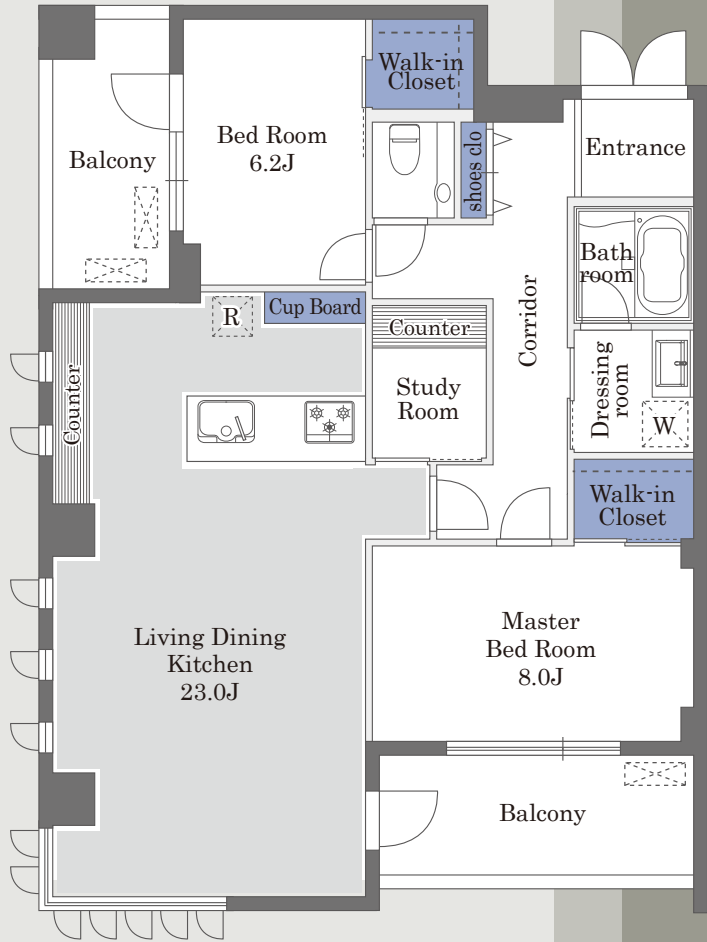 Walk-in
Closet
Bed Room
6.2J
Balcony
shoes clo
Entrance
Bath
room
Corridor
R
Cup Board
Counter
Counter
Study
Room
Dressing
room
W
Walk-in
Closet
Living Dining
Kitchen
23.0J
Master
Bed Room
8.0J
Balcony